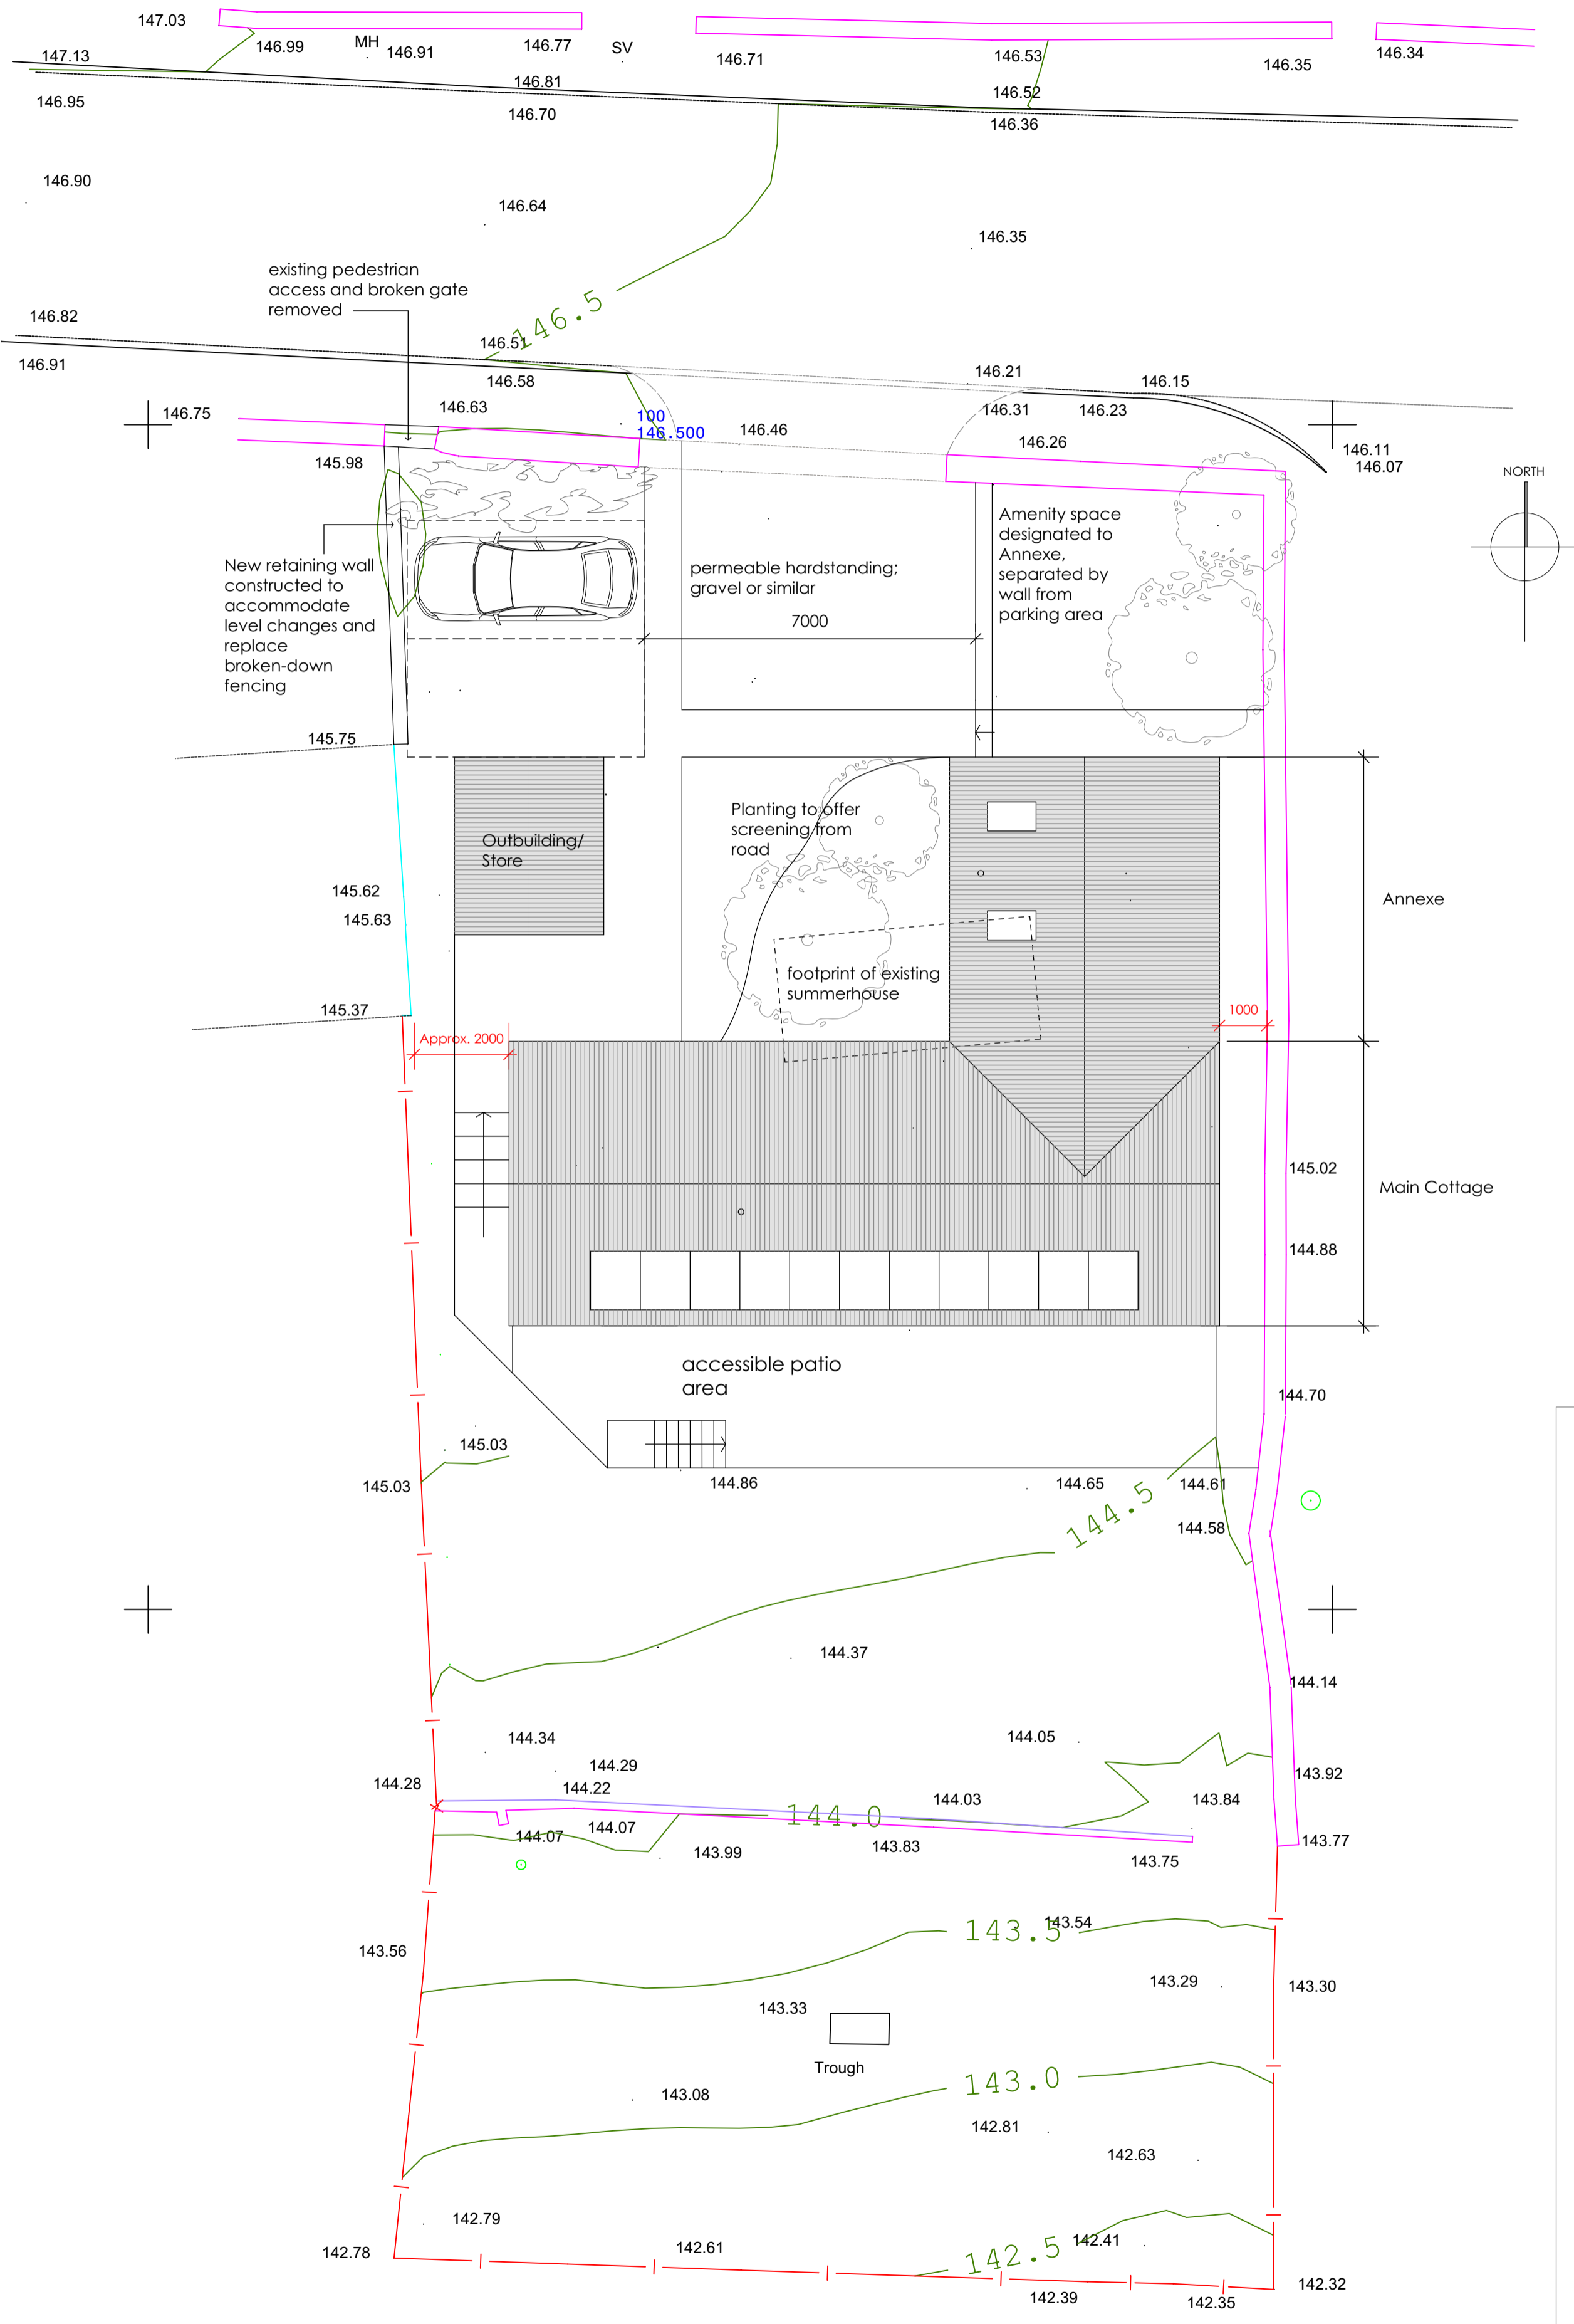 147.03
146.99
MH
146.91
146.77
SV
146.71
146.53
146.35
146.34
147.13
146.81
146.52
146.95
146.70
146.36
146.90
146.64
146.35
existing pedestrian
access and broken gate
removed
146.5
146.82
146.51
146.91
146.58
146.21
146.15
146.75
146.63
100
146.500
146.46
146.31
146.23
146.26
146.11
146.07
145.98
NORTH
New retaining wall
constructed to
accommodate
level changes and
replace
broken-down
fencing
permeable hardstanding;
gravel or similar
7000
Amenity space
designated to
Annexe,
separated by
wall from
parking area
145.75
Outbuilding/
Store
Planting to offer
screening from
road
145.62
145.63
Annexe
footprint of existing
summerhouse
145.37
Approx. 2000
1000
145.02
Main Cottage
144.88
accessible patio
area
144.70
145.03
145.03
144.86
144.65
144.61
144.5
144.58
144.37
144.14
144.34
144.05
144.29
144.28
144.22
143.92
144.03
143.84
144.0
144.07
144.07
143.99
143.83
143.75
143.77
143.54
143.5
143.56
143.29
143.30
143.33
Trough
143.0
143.08
142.81
142.63
142.79
142.78
142.61
142.41
142.5
142.39
142.35
142.32